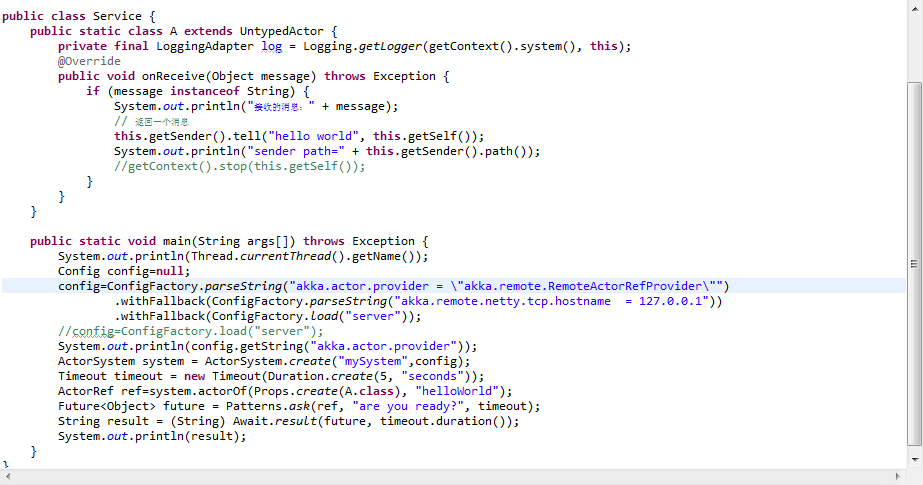 public class Service {
    public static class A extends UntypedActor {
        private final LoggingAdapter log = Logging.getLogger(getContext().system(), this);
        @Override
        public void onReceive(Object message) throws Exception {
            if (message instanceof String) {
                System.out.println("接收的消息：" + message);
                // 返回一个消息
                this.getSender().tell("hello world", this.getSelf());
                System.out.println("sender path=" + this.getSender().path());
                //getContext().stop(this.getSelf());
            }
        }
    }

    public static void main(String args[]) throws Exception {
        System.out.println(Thread.currentThread().getName());
        Config config=null;
        config=ConfigFactory.parseString("akka.actor.provider = \"akka.remote.RemoteActorRefProvider\"")
                .withFallback(ConfigFactory.parseString("akka.remote.netty.tcp.hostname  = 127.0.0.1"))
                .withFallback(ConfigFactory.load("server"));
        //config=ConfigFactory.load("server");
        System.out.println(config.getString("akka.actor.provider"));
        ActorSystem system = ActorSystem.create("mySystem",config);
        Timeout timeout = new Timeout(Duration.create(5, "seconds"));
        ActorRef ref=system.actorOf(Props.create(A.class), "helloWorld");
        Future<Object> future = Patterns.ask(ref, "are you ready?", timeout);
        String result = (String) Await.result(future, timeout.duration());
        System.out.println(result);
    }
}